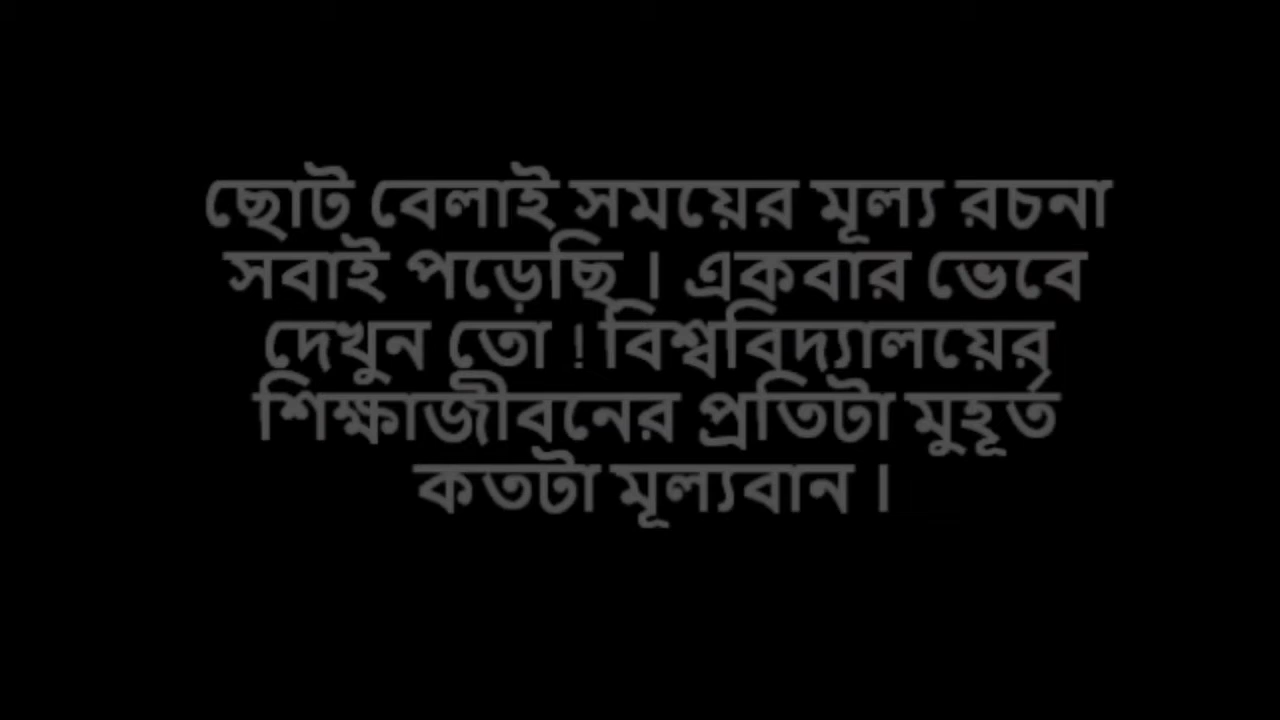 ছোট বেলাই সময়ের মূল্য রচনা
সবাই পড়েছি । একবার ভেবে
দেখুন তো ! বিশ্ববিদ্যালয়ের
শিক্ষাজীবনের প্রতিটা মুহূর্ত
কতটা মূল্যবান ।